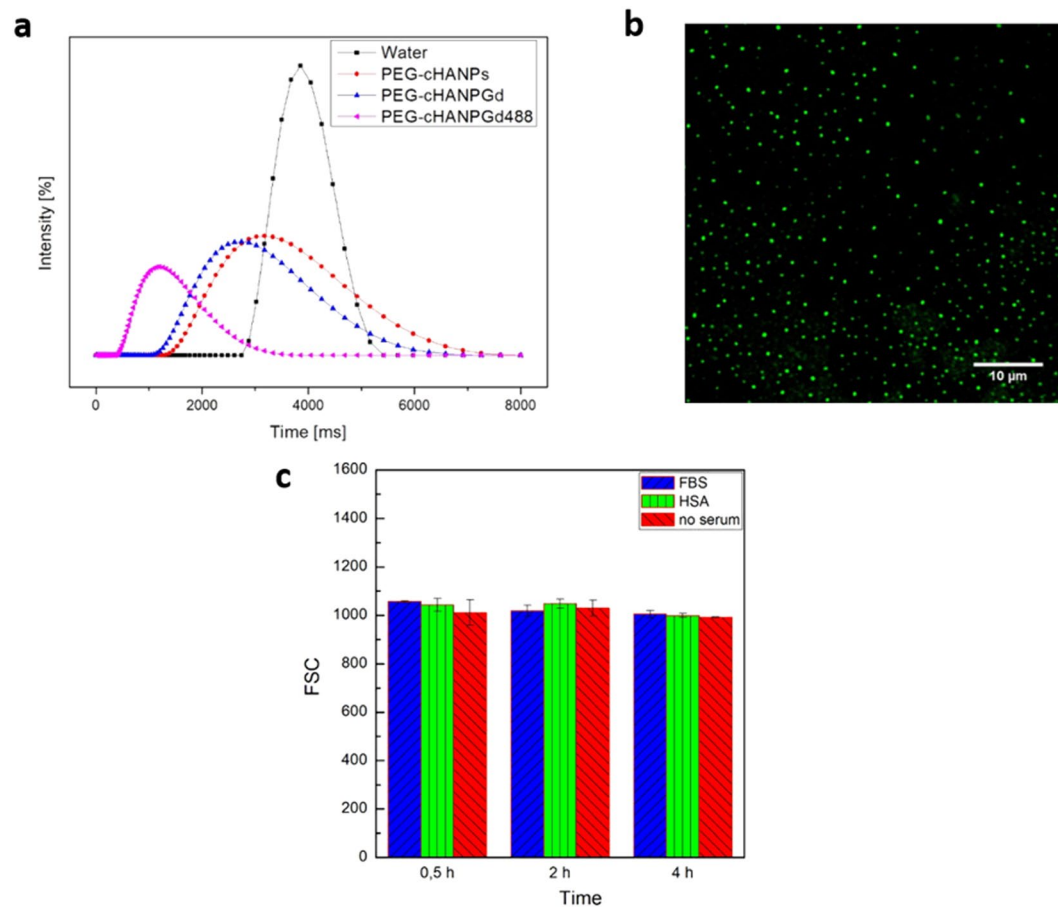 a
Water
PEG-cHANPs
PEG-cHANPGd
PEG-cHANPGd488
Intensity [%]
0 2000 4000 6000 8000
Time [ms]
b
10 µm
c
FBS
HSA
no serum
1600
1400
1200
1000
800
600
400
200
0
FSC
0,5 h 2 h 4 h
Time